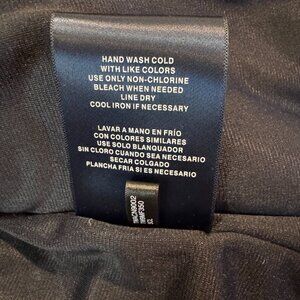 HAND WASH COLD
WITH LIKE COLORS
USE ONLY NON-CHLORINE
BLEACH WHEN NEEDED
LINE DRY
COOL IRON IF NECESSARY
LAVAR A MANO EN FRÍO
CON COLORES SIMILARES
USE SOLO BLANQUADOR
SIN CLORO CUANDO SEA NECESARIO
SECAR COLGADO
PLANCHA FRIA SI ES NECESARIO